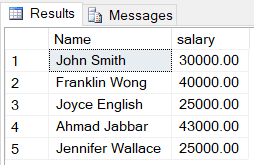 Results Messages
Name salary
1 John Smith 30000.00
2 Franklin Wong 40000.00
3 Joyce English 25000.00
4 Ahmad Jabbar 43000.00
5 Jennifer Wallace 25000.00